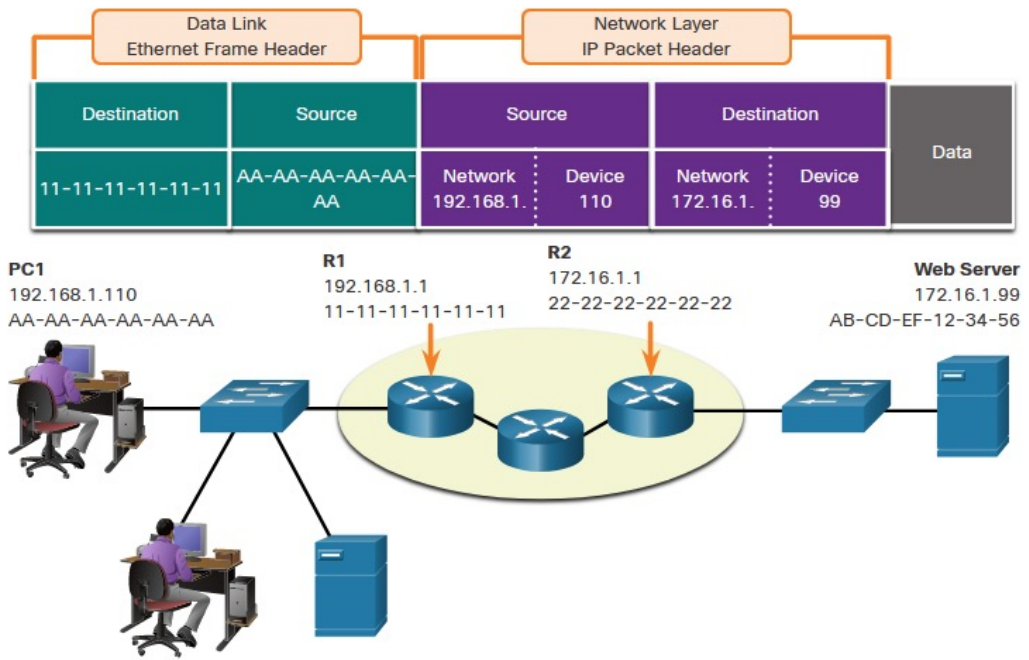 Data Link
Ethernet Frame Header
Network Layer
IP Packet Header
Destination
Source
Source
Destination
Data
11-11-11-11-11-11
AA-AA-AA-AA-AA-
AA
Network
192.168.1.
Device
110
Network
172.16.1.
Device
99
PC1
192.168.1.110
AA-AA-AA-AA-AA-AA
R1
192.168.1.1
11-11-11-11-11-11
R2
172.16.1.1
22-22-22-22-22-22
Web Server
172.16.1.99
AB-CD-EF-12-34-56